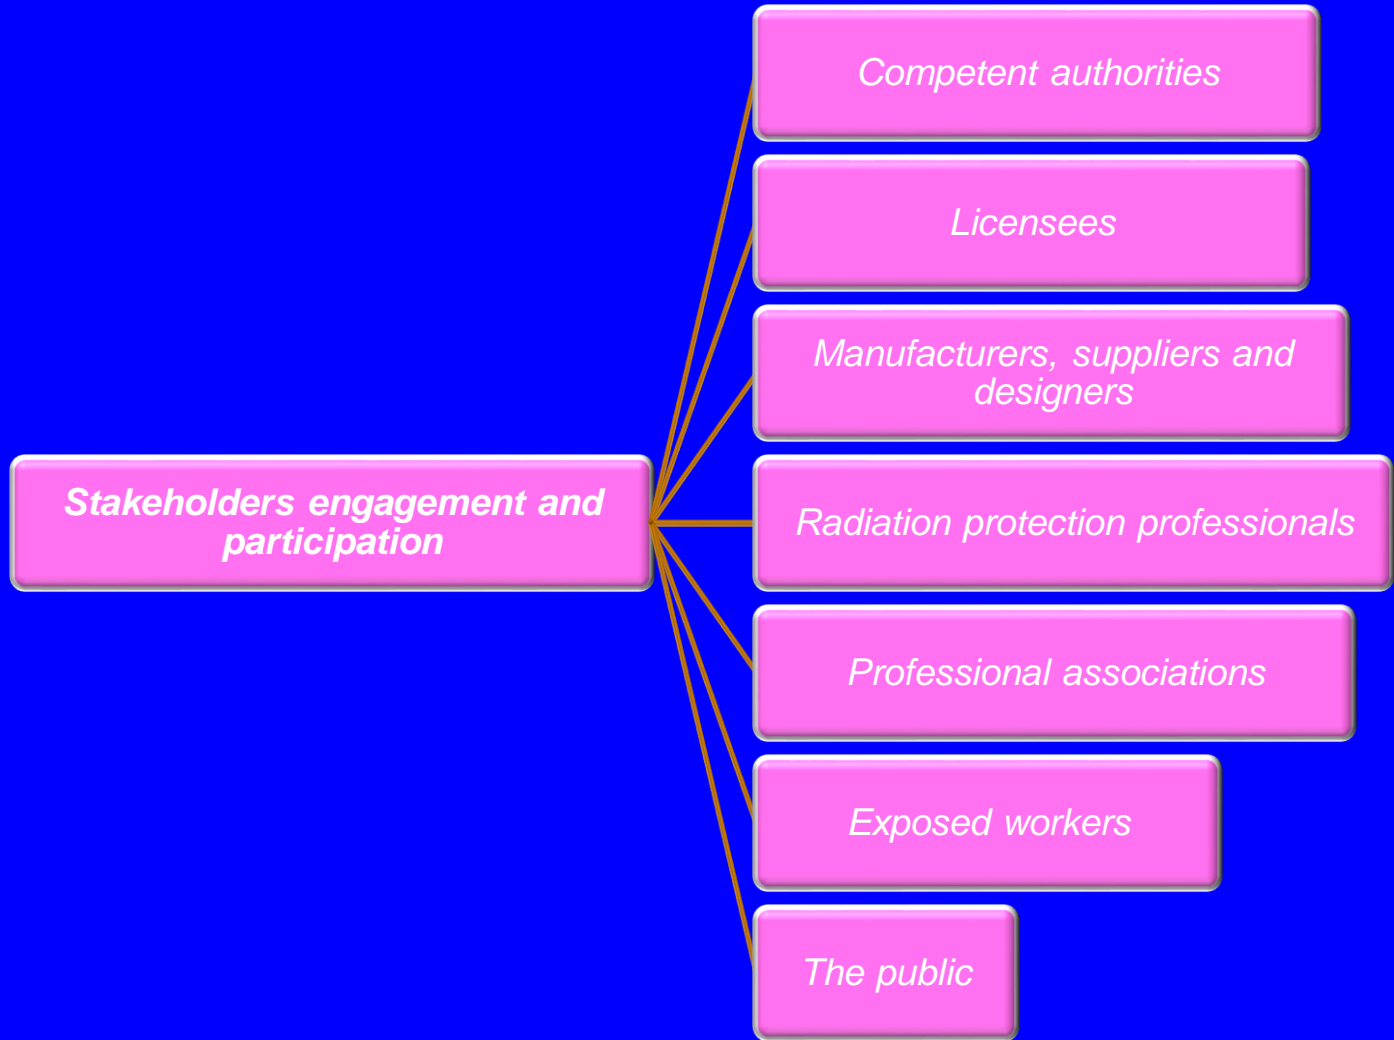 Competent authorities
Licensees
Manufacturers, suppliers and
designers
Stakeholders engagement and
participation
Radiation protection professionals
Professional associations
Exposed workers
The public